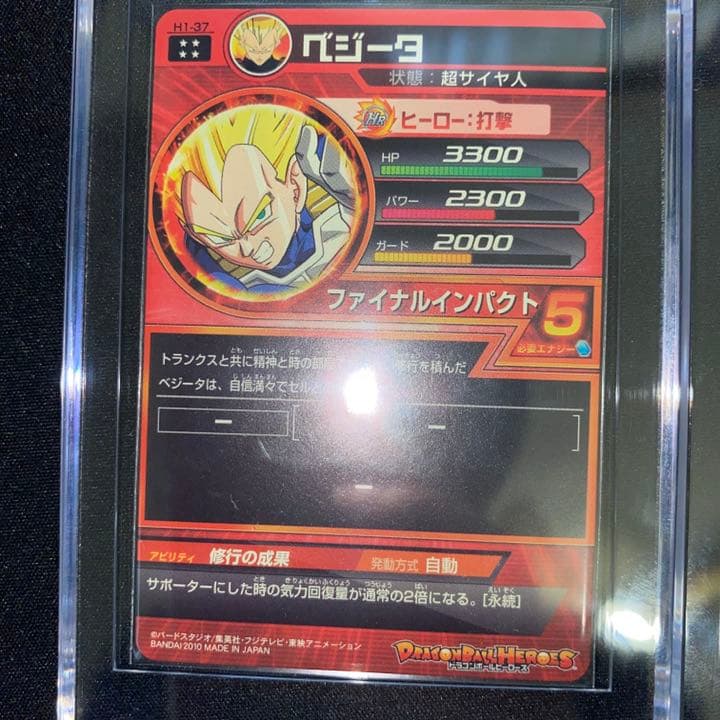 H1-37
ベジータ
状態:超サイヤ人
HR ヒーロー:打撃
HP 3300
パワー 2300
ガード 2000
ファイナルインパクト 5
必要エナジー
トランクスと共に精神と時の部 修行を積んだ
ベジータは、自信満々でセル
ー
ー
ー
アビリティ 修行の成果 発動方式 自動
サポーターにした時の気力回復量が通常の2倍になる。[永続]
©バードスタジオ/集英社・フジテレビ・東映アニメーション
BANDAI 2010 MADE IN JAPAN
DRAGONBALL HEROES
ドラゴンボールヒーローズ